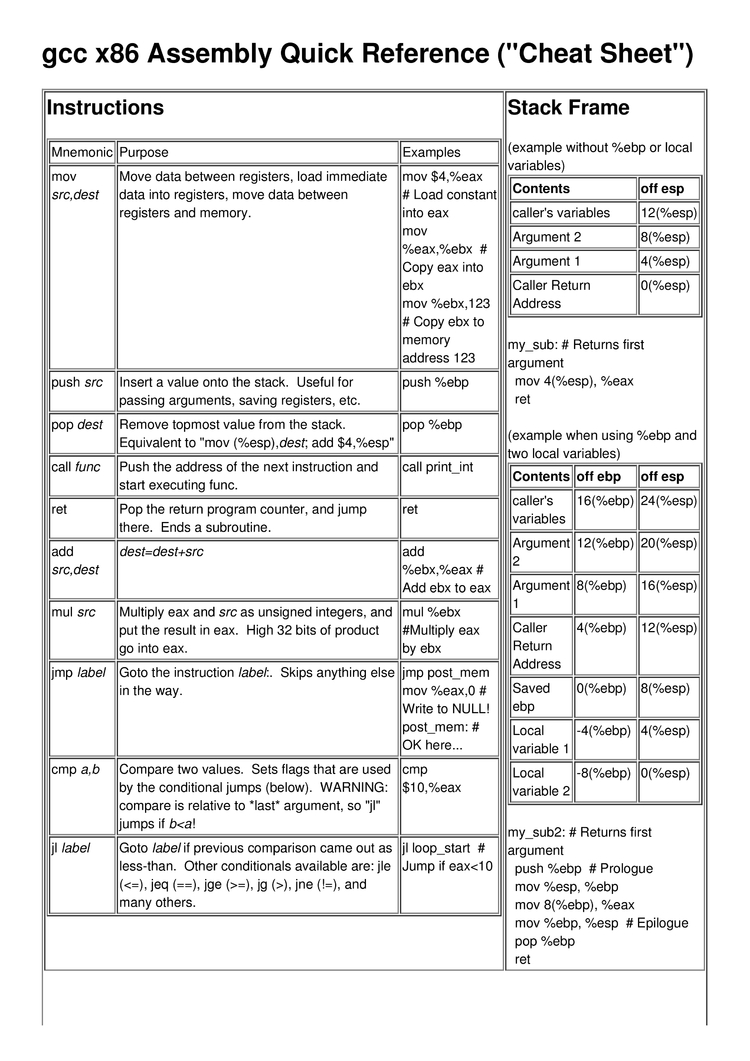 gcc x86 Assembly Quick Reference ("Cheat Sheet")
Instructions
Mnemonic Purpose Examples
mov
src,dest
Move data between registers, load immediate
data into registers, move data between
registers and memory.
mov $4,%eax
# Load constant
into eax
mov
%eax,%ebx #
Copy eax into
ebx
mov %ebx,123
# Copy ebx to
memory
address 123
push src
Insert a value onto the stack. Useful for
passing arguments, saving registers, etc.
push %ebp
pop dest
Remove topmost value from the stack.
Equivalent to "mov (%esp),dest; add $4,%esp"
pop %ebp
call func
Push the address of the next instruction and
start executing func.
call print_int
ret
Pop the return program counter, and jump
there. Ends a subroutine.
ret
add
src,dest
dest=dest+src
add
%ebx,%eax #
Add ebx to eax
mul src
Multiply eax and src as unsigned integers, and
put the result in eax. High 32 bits of product
go into eax.
mul %ebx
#Multiply eax
by ebx
jmp label
Goto the instruction label:. Skips anything else
in the way.
jmp post_mem
mov %eax,0 #
Write to NULL!
post_mem: #
OK here...
cmp a,b
Compare two values. Sets flags that are used
by the conditional jumps (below). WARNING:
compare is relative to *last* argument, so "jl"
jumps if b<a!
cmp
$10,%eax
jl label
Goto label if previous comparison came out as
less-than. Other conditionals available are: jle
(<=), jeq (==), jge (>=), jg (>), jne (!=), and
many others.
jl loop_start #
Jump if eax<10
Stack Frame
(example without %ebp or local
variables)
Contents off esp
caller's variables 12(%esp)
Argument 2 8(%esp)
Argument 1 4(%esp)
Caller Return
Address
0(%esp)
my_sub: # Returns first
argument
mov 4(%esp), %eax
ret
(example when using %ebp and
two local variables)
Contents off ebp off esp
caller's
variables
16(%ebp) 24(%esp)
Argument
2
12(%ebp) 20(%esp)
Argument
1
8(%ebp) 16(%esp)
Caller
Return
Address
4(%ebp) 12(%esp)
Saved
ebp
0(%ebp) 8(%esp)
Local
variable 1
-4(%ebp) 4(%esp)
Local
variable 2
-8(%ebp) 0(%esp)
my_sub2: # Returns first
argument
push %ebp # Prologue
mov %esp, %ebp
mov 8(%ebp), %eax
mov %ebp, %esp # Epilogue
pop %ebp
ret